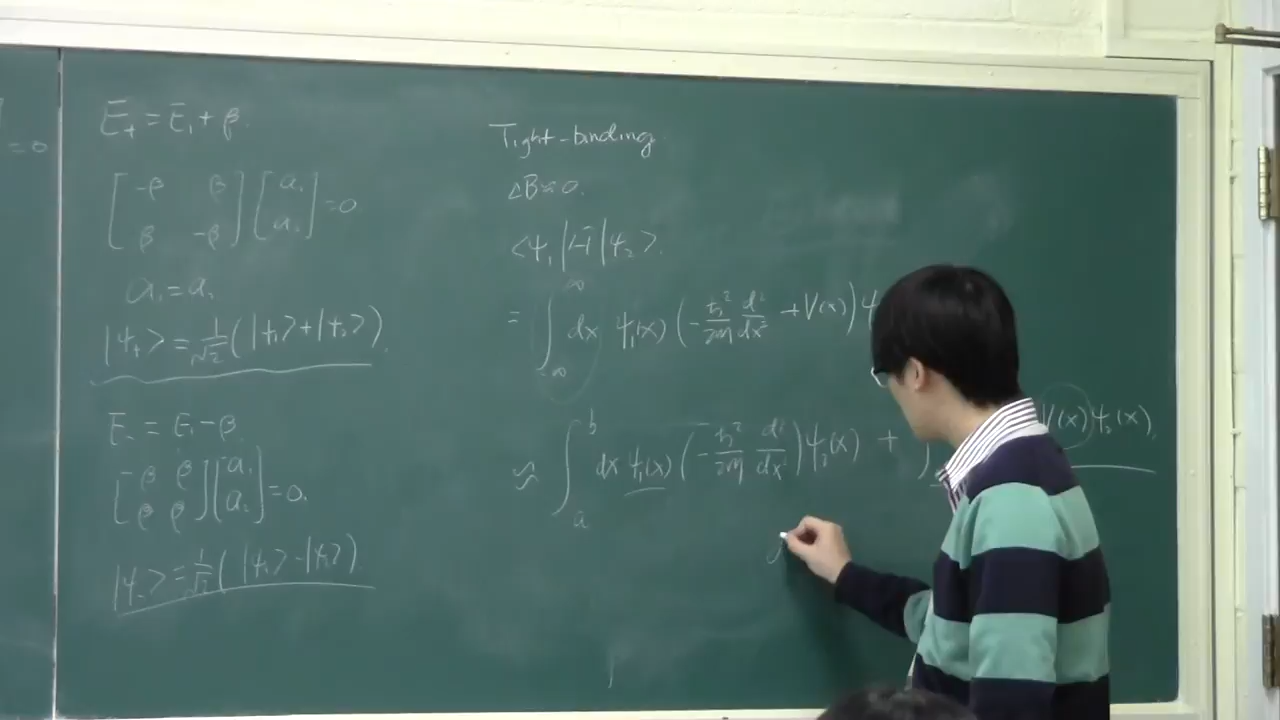 = 0
E₊ = E₁ + β.
[ -β β ; β -β ] [ a₁ ; a₂ ] = 0
a₁ = a₂
|ψ₊> = 1/√2 ( |ψ₁> + |ψ₂> )
E₋ = E₁ - β
[ β β ; β β ] [ a₁ ; a₂ ] = 0.
|ψ₋> = 1/√2 ( |ψ₁> - |ψ₂> )
Tight-binding
ΔB ≈ 0.
<ψ₁|H|ψ₂>.
= ∫ ∞ ∞ dx ψ₁(x) ( - ħ²/2m d²/dx² + V(x) ) ψ
≈ ∫ₐᵇ dx ψ₁(x) ( - ħ²/2m d²/dx² ) ψ₂(x) + ∫ V(x) ψ₂(x).